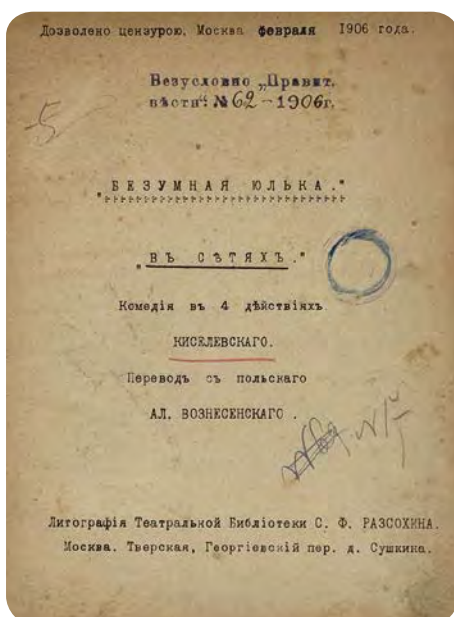 Дозволено цензурою. Москва февраля 1906 года.
Безусловно „Правит.
вѣстн“: № 62-1906г.
5
„БЕЗУМНАЯ ЮЛЬКА."
„ВЪ СѢТЯХЪ."
Комедія въ 4 дѣйствіяхъ
КИСЕЛЕВСКАГО.
Переводъ съ польскаго
АЛ. ВОЗНЕСЕНСКАГО.
Литографія Театральной Библіотеки С. Ф. РАЗСОХИНА.
Москва. Тверская, Георгіевскій пер. д. Сушкина.